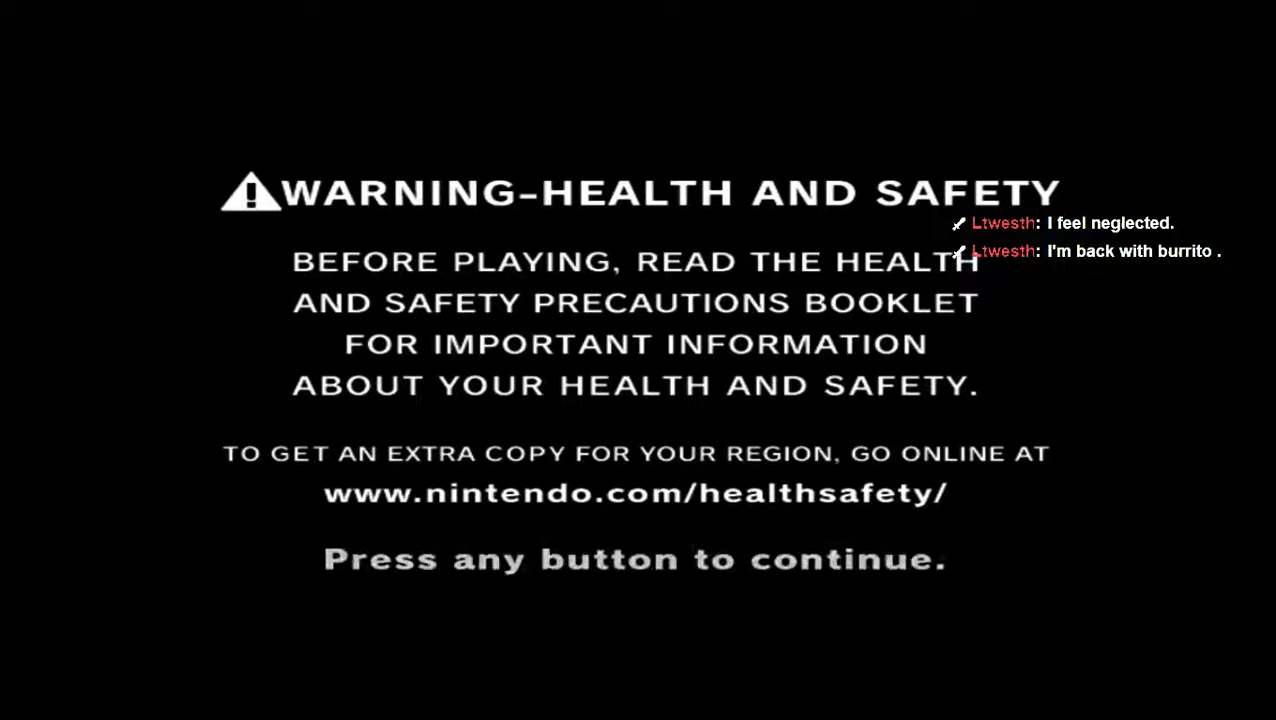 WARNING-HEALTH AND SAFETY
Ltwesth: I feel neglected.
Ltwesth: I'm back with burrito .
BEFORE PLAYING, READ THE HEALTH
AND SAFETY PRECAUTIONS BOOKLET
FOR IMPORTANT INFORMATION
ABOUT YOUR HEALTH AND SAFETY.
TO GET AN EXTRA COPY FOR YOUR REGION, GO ONLINE AT
www.nintendo.com/healthsafety/
Press any button to continue.